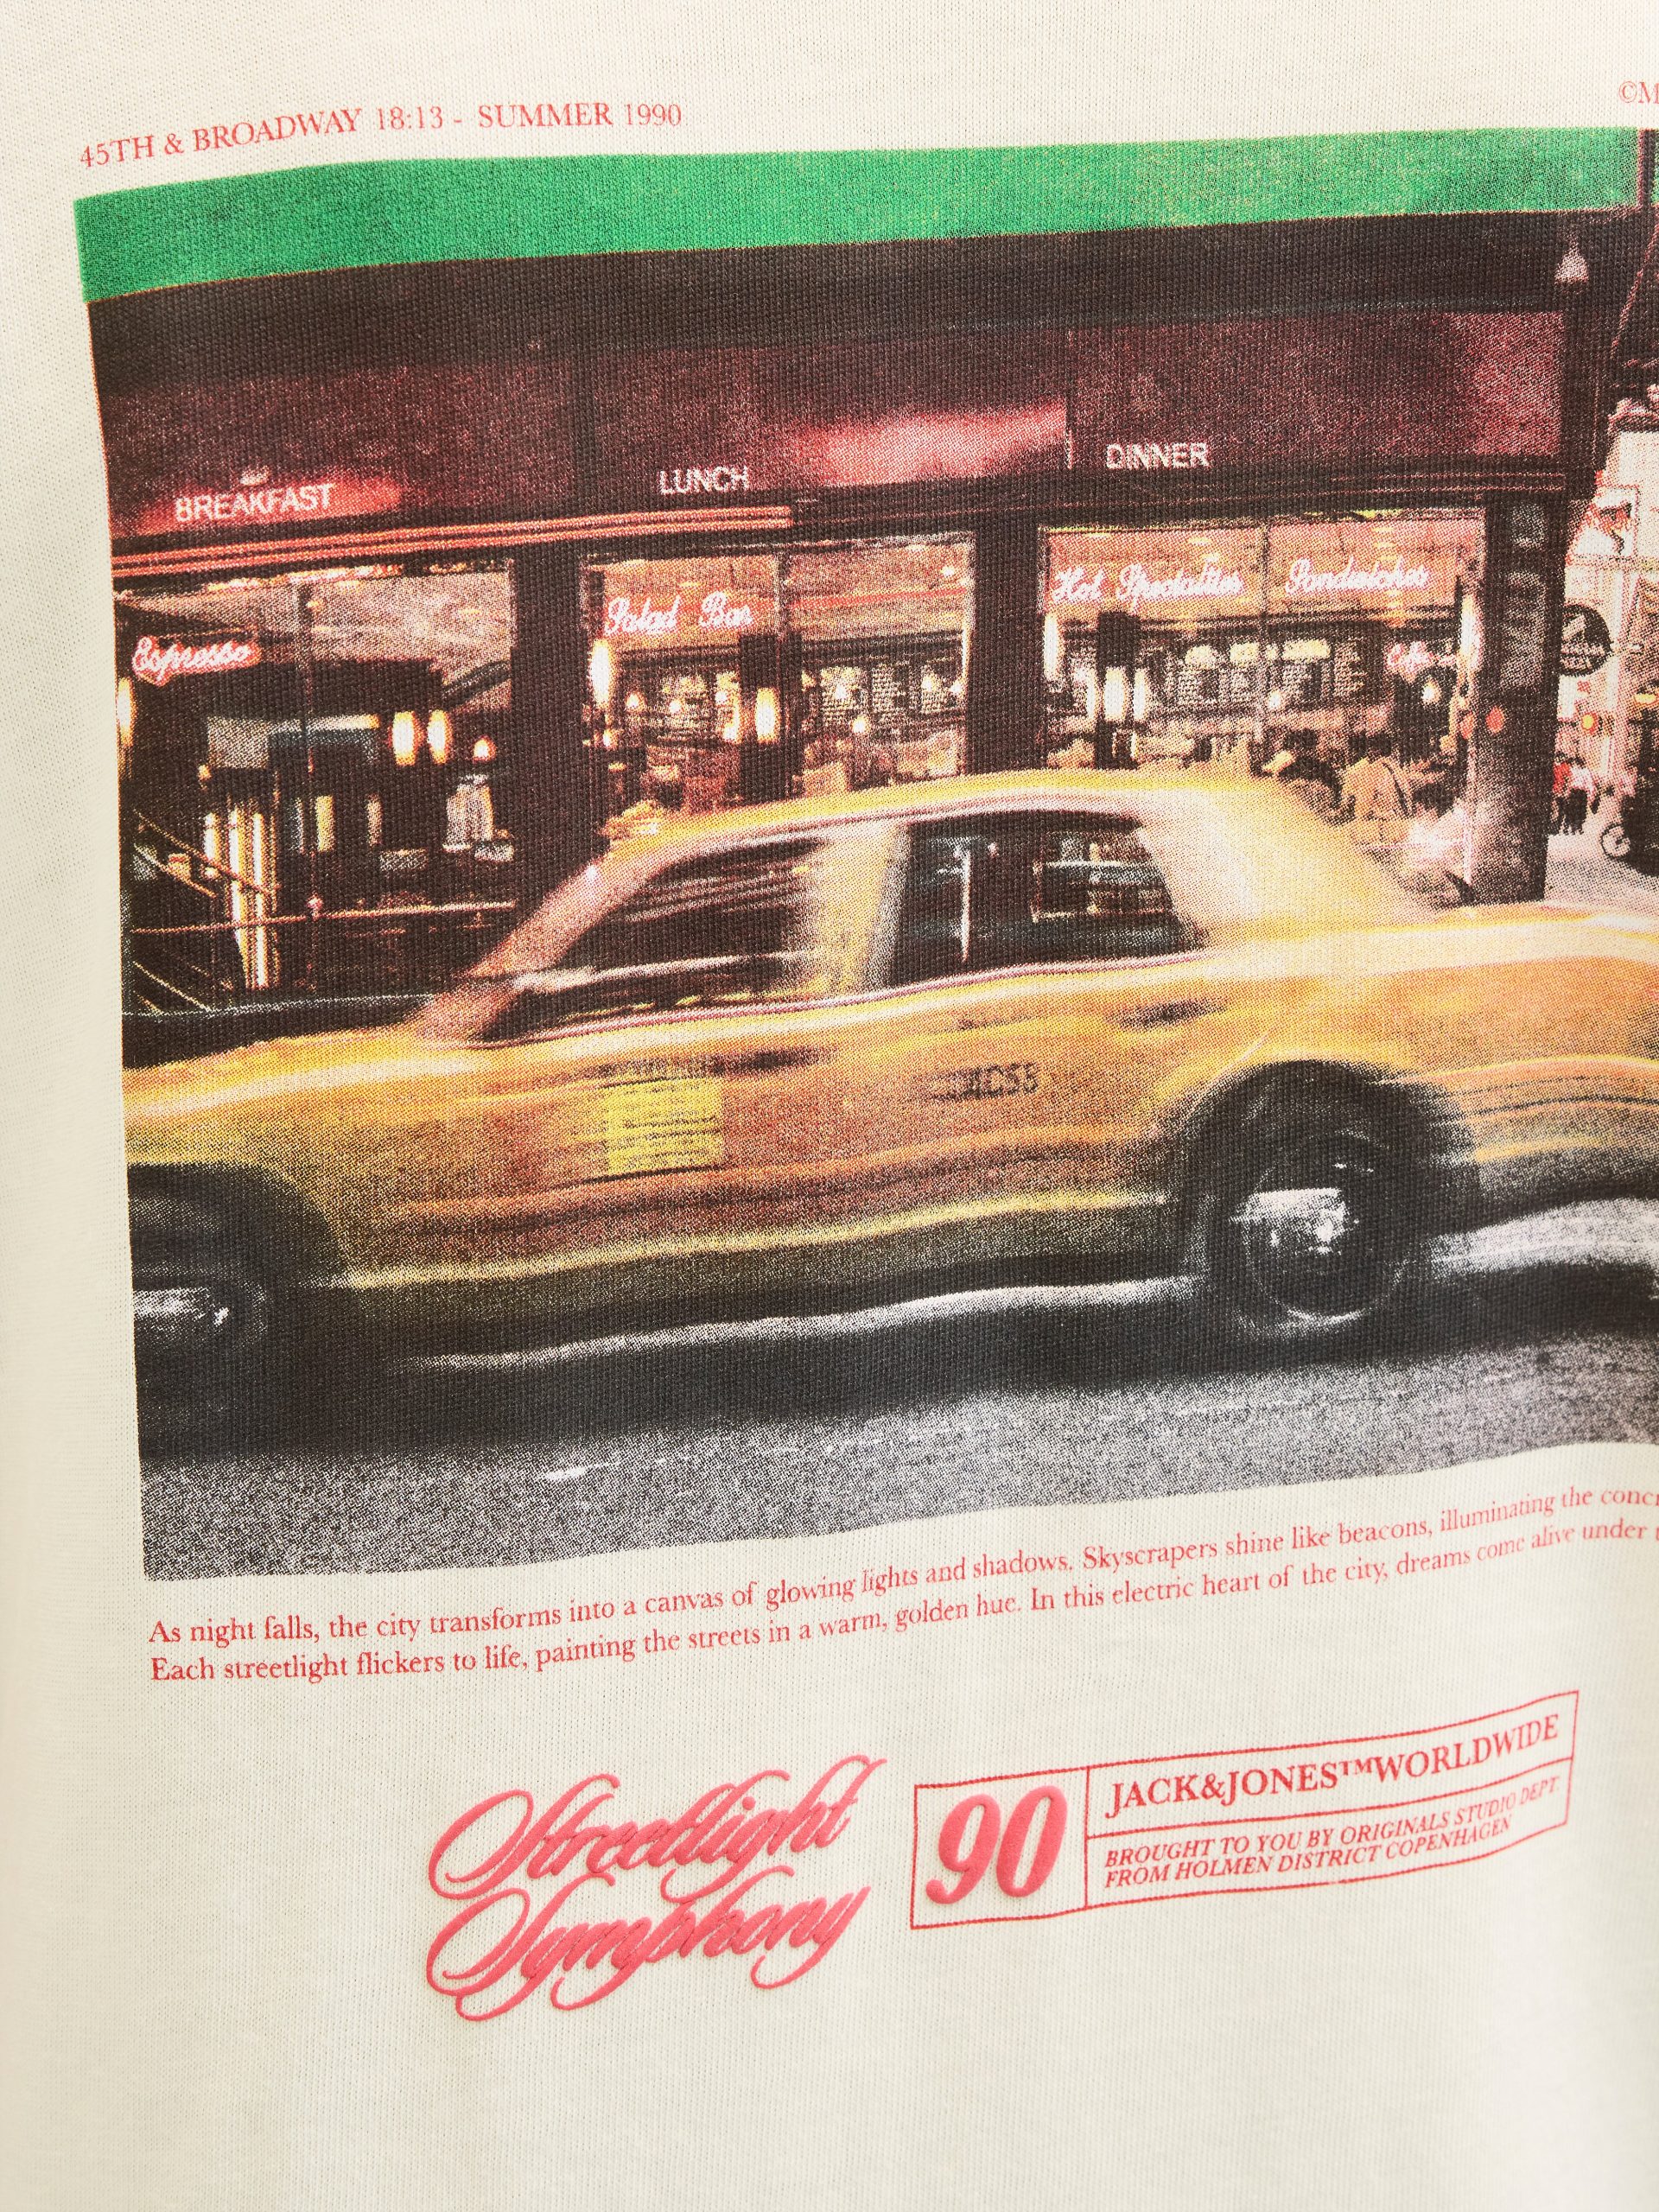 45TH & BROADWAY 18:13 - SUMMER 1990
©M
BREAKFAST
LUNCH
DINNER
Espresso
Salad Bar
Hot Specialties
Sandwiches
As night falls, the city transforms into a canvas of glowing lights and shadows. Skyscrapers shine like beacons, illuminating the
Each streetlight flickers to life, painting the streets in a warm, golden hue. In this electric heart of the city, dreams come alive under
Streetlight
Symphony
90
JACK&JONES™WORLDWIDE
BROUGHT TO YOU BY ORIGINALS STUDIO DEPT.
FROM HOLMEN DISTRICT COPENHAGEN